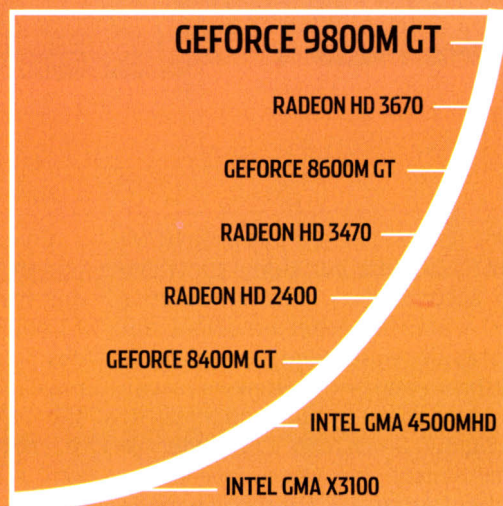 GEFORCE 9800M GT
RADEON HD 3670
GEFORCE 8600M GT
RADEON HD 3470
RADEON HD 2400
GEFORCE 8400M GT
INTEL GMA 4500MHD
INTEL GMA X3100